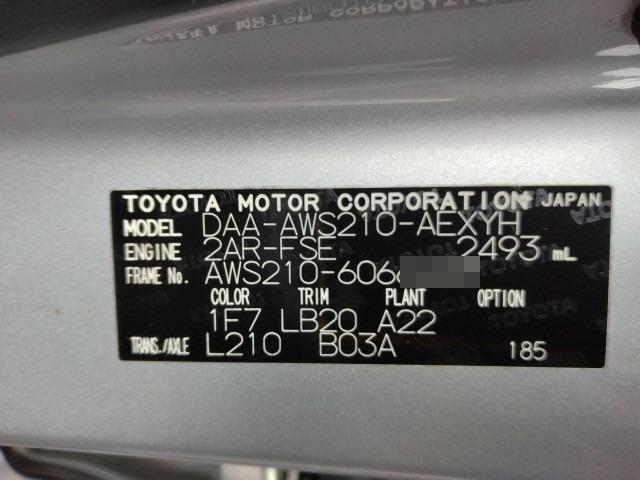 TOYOTA MOTOR CORPORATION JAPAN
MODEL DAA-AWS210-AEXYH
ENGINE 2AR-FSE 2493 mL
FRAME No. AWS210-606
COLOR TRIM PLANT OPTION
1F7 LB20 A22
TRANS./AXLE L210 B03A 185